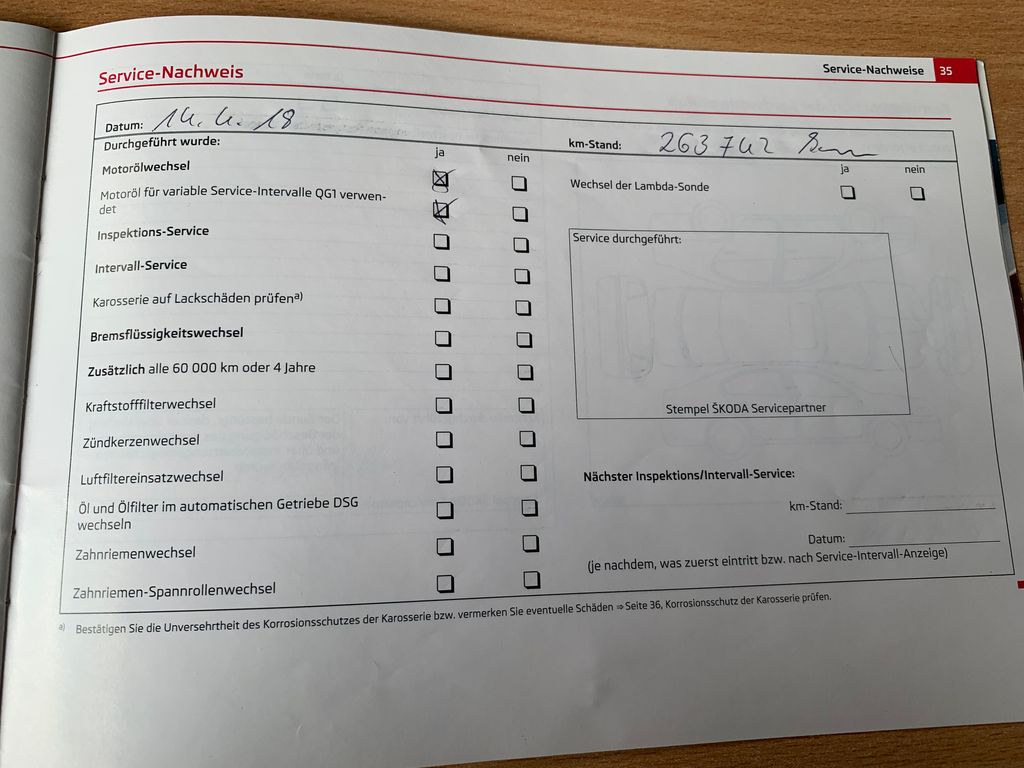 Service-Nachweise 35
Service-Nachweis
Datum: 14.4.18
km-Stand: 263 742
Durchgeführt wurde:
ja nein
ja nein
Motorölwechsel
Motoröl für variable Service-Intervalle QG1 verwen-
det
Inspektions-Service
Intervall-Service
Karosserie auf Lackschäden prüfena)
Bremsflüssigkeitswechsel
Zusätzlich alle 60 000 km oder 4 Jahre
Kraftstofffilterwechsel
Zündkerzenwechsel
Luftfiltereinsatzwechsel
Öl und Ölfilter im automatischen Getriebe DSG
wechseln
Zahnriemenwechsel
Zahnriemen-Spannrollenwechsel
Wechsel der Lambda-Sonde
Service durchgeführt:
Stempel ŠKODA Servicepartner
Nächster Inspektions/Intervall-Service:
km-Stand:
Datum:
(je nachdem, was zuerst eintritt bzw. nach Service-Intervall-Anzeige)
a) Bestätigen Sie die Unversehrtheit des Korrosionsschutzes der Karosserie bzw. vermerken Sie eventuelle Schäden ⇒ Seite 36, Korrosionsschutz der Karosserie prüfen.